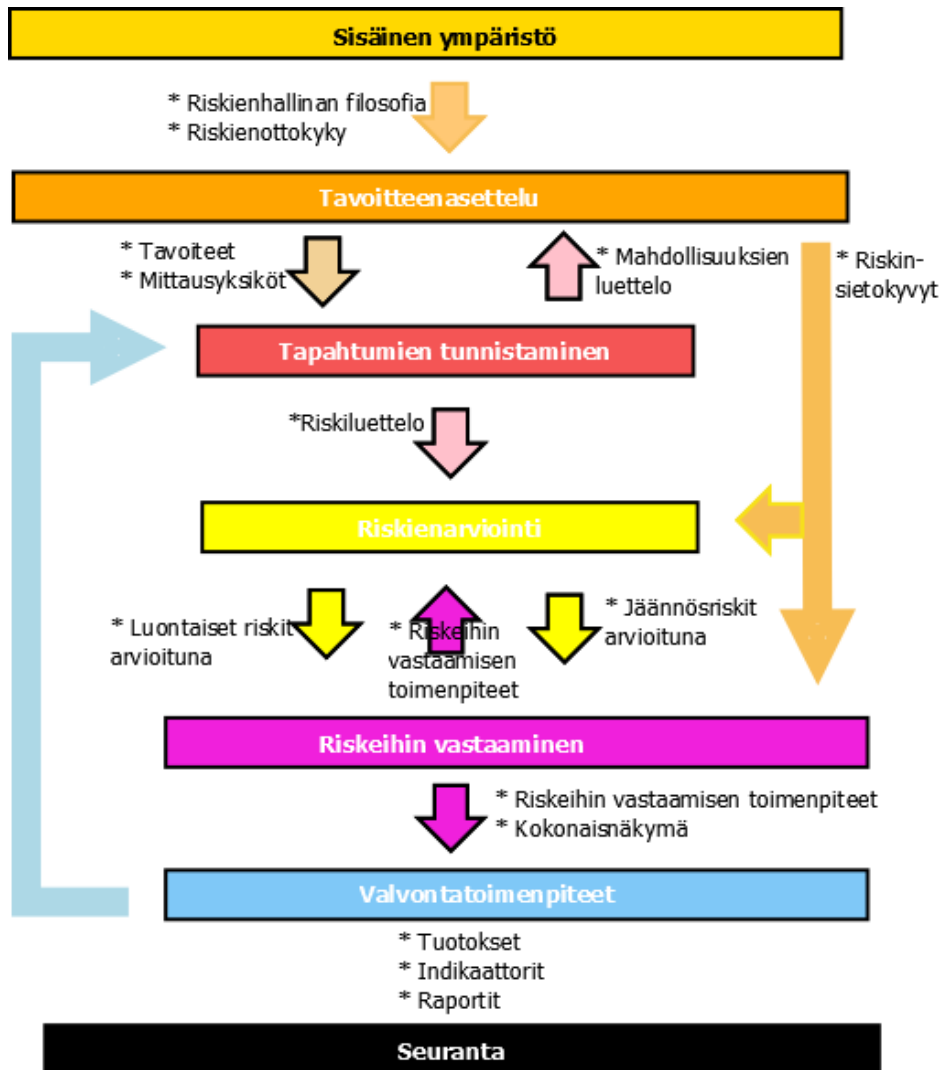 Sisäinen ympäristö
* Riskienhallinan filosofia
* Riskienottokyky
Tavoitteenasettelu
* Tavoiteet
* Mittausyksiköt
* Mahdollisuuksien
luettelo
* Riskin-
sietokyvyt
Tapahtumien tunnistaminen
*Riskiluettelo
Riskienarviointi
* Luontaiset riskit
arvioituna
* Riskeihin
vastaamisen
toimenpiteet
* Jäännösriskit
arvioituna
Riskeihin vastaaminen
* Riskeihin vastaamisen toimenpiteet
* Kokonaisnäkymä
Valvontatoimenpiteet
* Tuotokset
* Indikaattorit
* Raportit
Seuranta